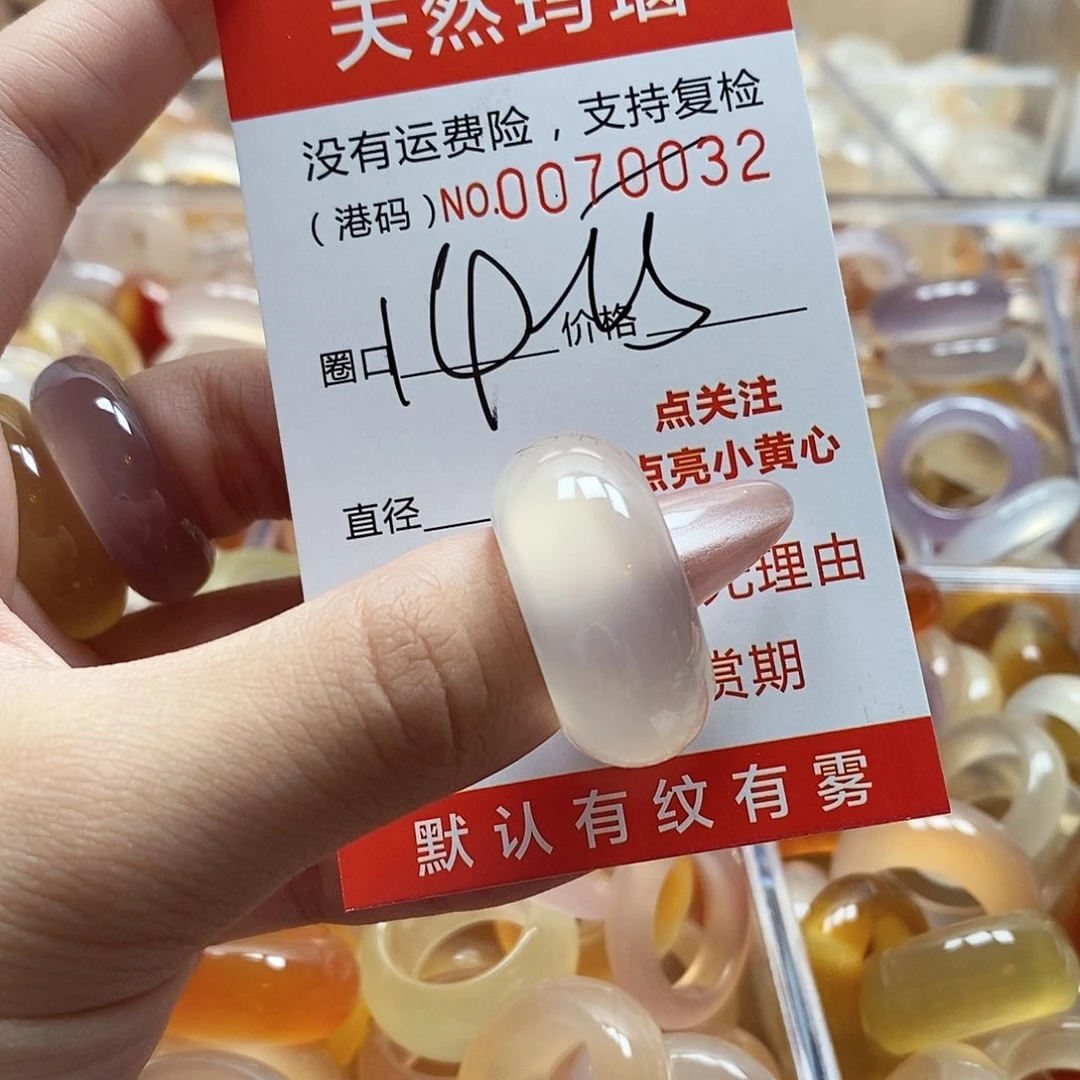 天然玛瑙
没有运费险，支持复检
（港码）NO.0070032
圈口 价格
点关注
点亮小黄心
直径
理由
赏期
默认有纹有雾